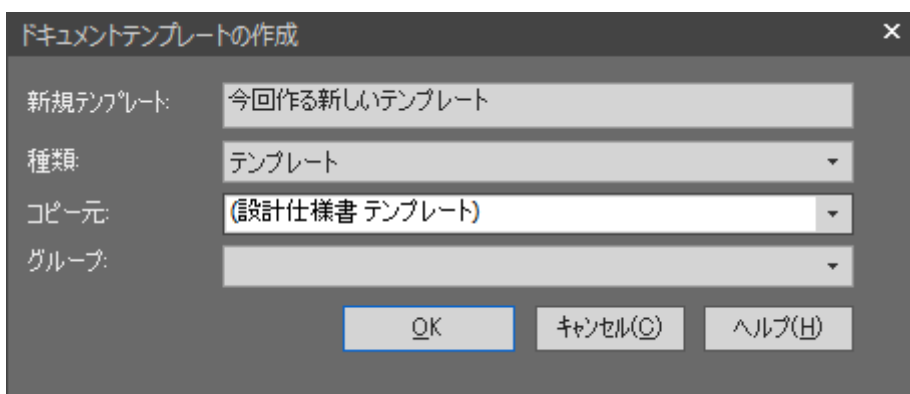 ドキュメントテンプレートの作成
新規ﾃﾝﾌﾟﾚｰﾄ: 今回作る新しいテンプレート
種類: テンプレート
コピー元: (設計仕様書 テンプレート)
グループ:
OK キャンセル(C) ヘルプ(H)